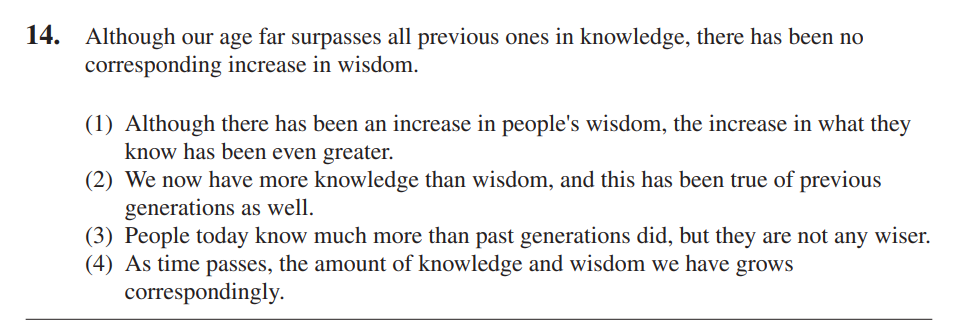 14. Although our age far surpasses all previous ones in knowledge, there has been no
corresponding increase in wisdom.
(1) Although there has been an increase in people's wisdom, the increase in what they
know has been even greater.
(2) We now have more knowledge than wisdom, and this has been true of previous
generations as well.
(3) People today know much more than past generations did, but they are not any wiser.
(4) As time passes, the amount of knowledge and wisdom we have grows
correspondingly.